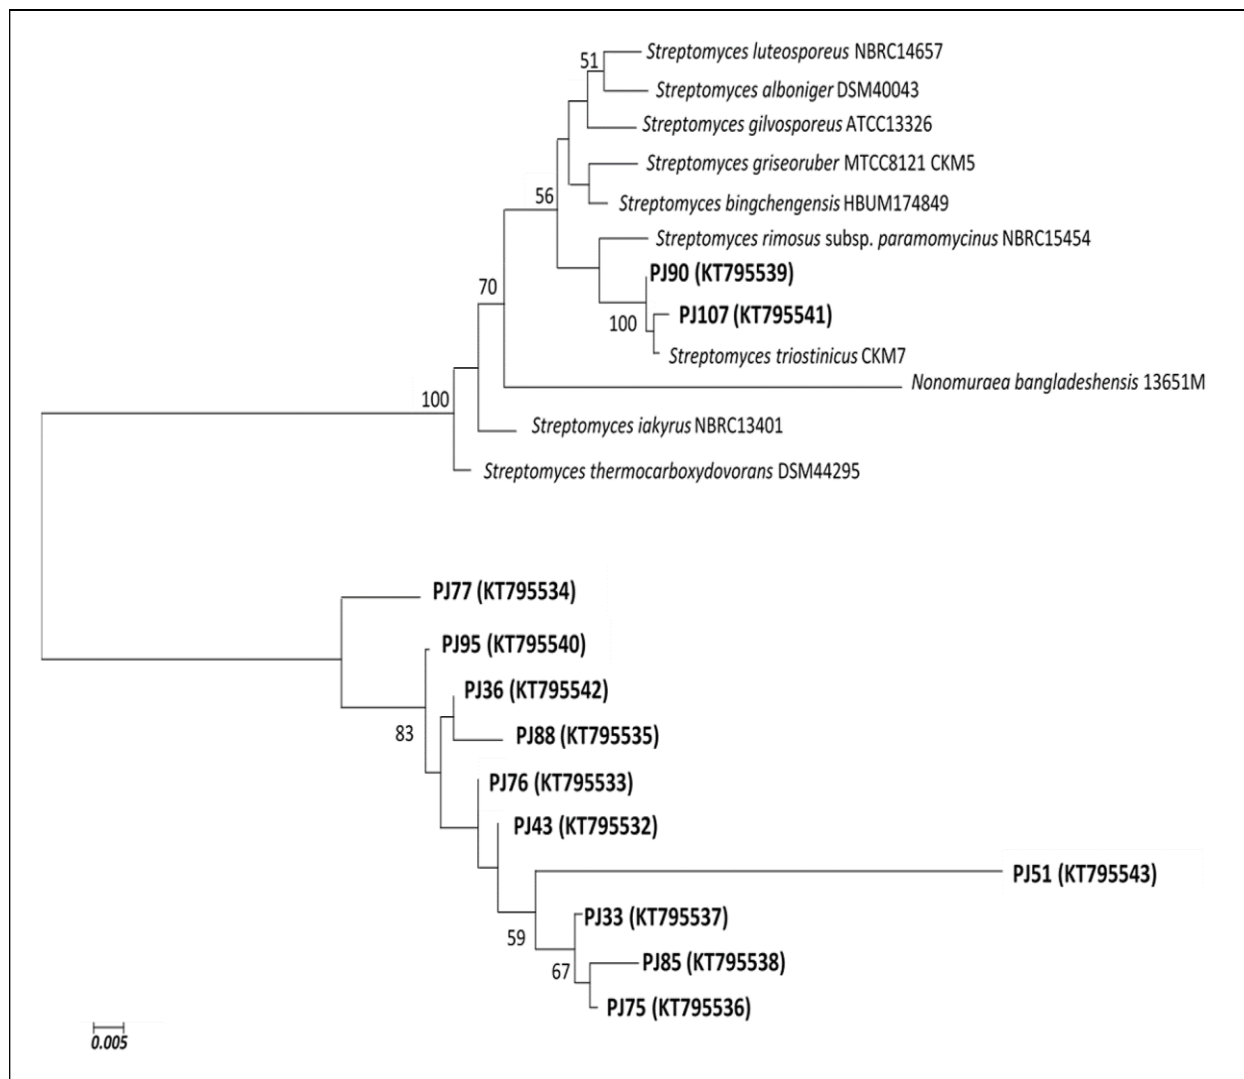 51
Streptomyces luteosporeus NBRC14657
Streptomyces alboniger DSM40043
Streptomyces gilvosporeus ATCC13326
Streptomyces griseoruber MTCC8121 CKM5
56
Streptomyces bingchengensis HBUM174849
Streptomyces rimosus subsp. paramomycinus NBRC15454
PJ90 (KT795539)
70
100
PJ107 (KT795541)
Streptomyces triostinicus CKM7
Nonomuraea bangladeshensis 13651M
100
Streptomyces iakyrus NBRC13401
Streptomyces thermocarboxydovorans DSM44295
PJ77 (KT795534)
PJ95 (KT795540)
PJ36 (KT795542)
83
PJ88 (KT795535)
PJ76 (KT795533)
PJ43 (KT795532)
PJ51 (KT795543)
PJ33 (KT795537)
59
67
PJ85 (KT795538)
PJ75 (KT795536)
0.005